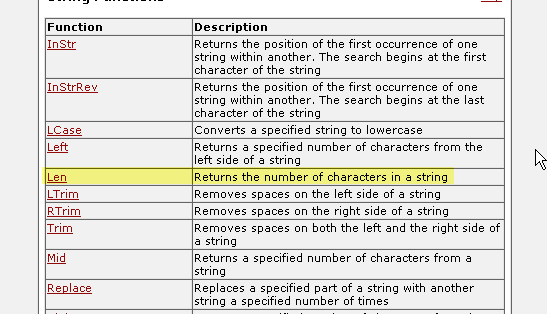 Function Description
InStr Returns the position of the first occurrence of one
string within another. The search begins at the first
character of the string
InStrRev Returns the position of the first occurrence of one
string within another. The search begins at the last
character of the string
LCase Converts a specified string to lowercase
Left Returns a specified number of characters from the
left side of a string
Len Returns the number of characters in a string
LTrim Removes spaces on the left side of a string
RTrim Removes spaces on the right side of a string
Trim Removes spaces on both the left and the right side of
a string
Mid Returns a specified number of characters from a
string
Replace Replaces a specified part of a string with another
string a specified number of times